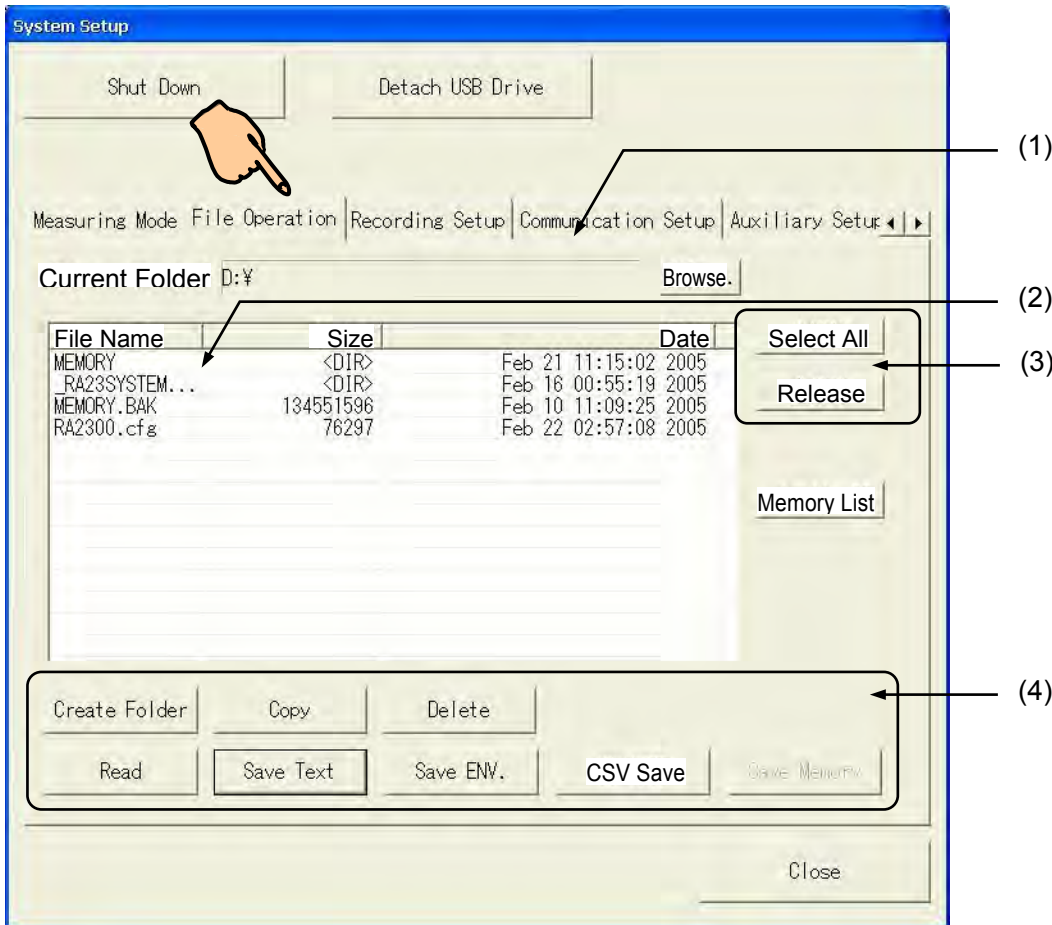 System Setup
Shut Down
Detach USB Drive
(1)
Measuring Mode File Operation Recording Setup Communication Setup Auxiliary Setup
Current Folder D:¥ Browse.
(2)
File Name Size Date Select All
MEMORY <DIR> Feb 21 11:15:02 2005
(3)
_RA23SYSTEM... <DIR> Feb 16 00:55:19 2005
Release
MEMORY.BAK 134551596 Feb 10 11:09:25 2005
RA2300.cfg 76297 Feb 22 02:57:08 2005
Memory List
(4)
Create Folder Copy Delete
Read Save Text Save ENV. CSV Save Save Memory
Close